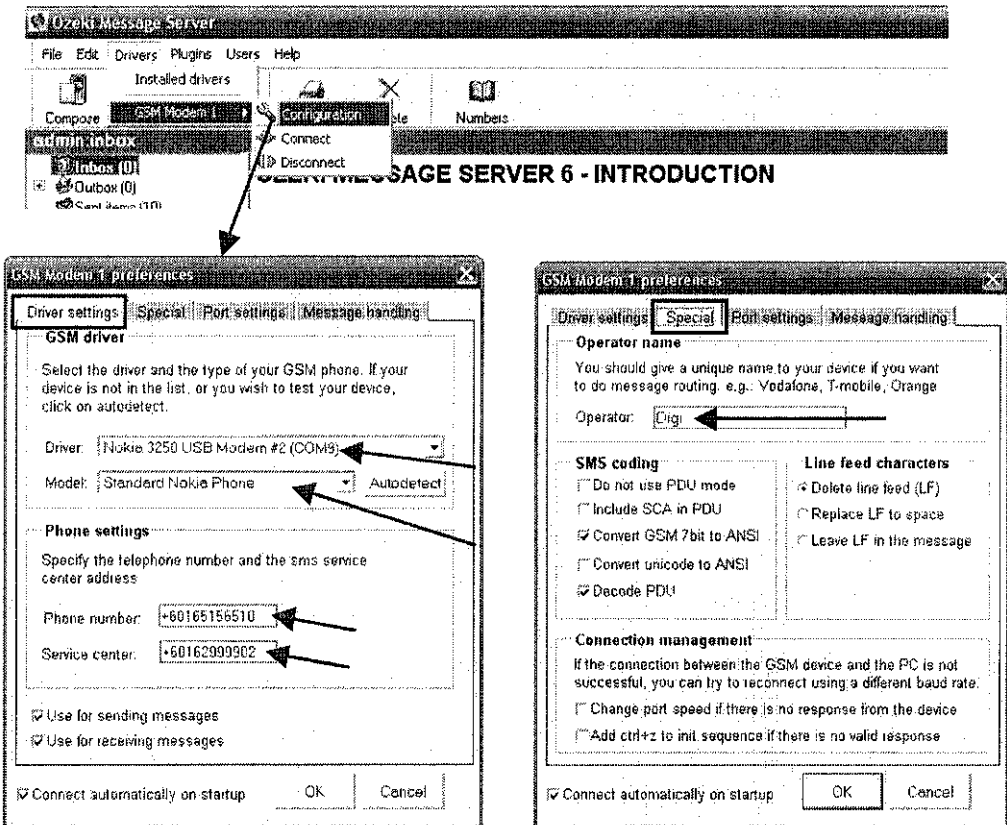 Ozeki Message Server
File Edit Drivers Plugins Users Help
Installed drivers
GSM Modem 1
Configuration
Connect
Disconnect
Compose
Numbers
admin.inbox
Inbox (0)
Outbox (0)
Sent items (10)
MESSAGE SERVER 6 - INTRODUCTION
GSM Modem 1 preferences
Driver settings Special Port settings Message handling
GSM driver
Select the driver and the type of your GSM phone. If your
device is not in the list, or you wish to test your device,
click on autodetect.
Driver: Nokia 3250 USB Modem #2 (COM9)
Model: Standard Nokia Phone Autodetect
Phone settings
Specify the telephone number and the sms service
center address
Phone number: +60165156510
Service center: +60162999902
Use for sending messages
Use for receiving messages
Connect automatically on startup OK Cancel
GSM Modem 1 preferences
Driver settings Special Port settings Message handling
Operator name
You should give a unique name to your device if you want
to do message routing. e.g.: Vodafone, T-mobile, Orange
Operator: Digi
SMS coding
Do not use PDU mode
Include SCA in PDU
Convert GSM 7bit to ANSI
Convert unicode to ANSI
Decode PDU
Line feed characters
Delete line feed (LF)
Replace LF to space
Leave LF in the message
Connection management
If the connection between the GSM device and the PC is not
successful, you can try to reconnect using a different baud rate.
Change port speed if there is no response from the device
Add ctrl+z to init sequence if there is no valid response
Connect automatically on startup OK Cancel